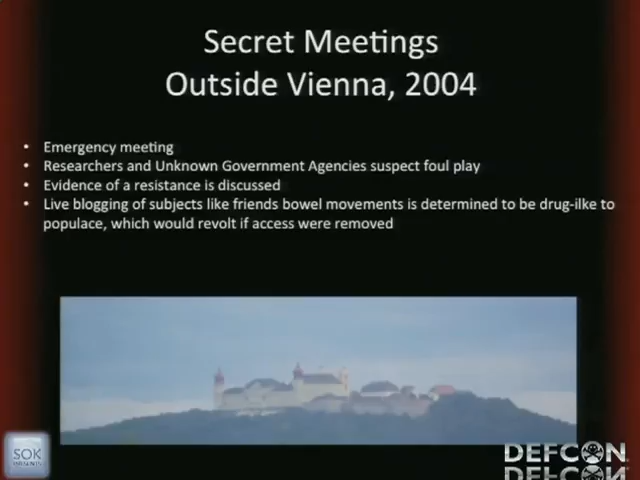 Secret Meetings
Outside Vienna, 2004
• Emergency meeting
• Researchers and Unknown Government Agencies suspect foul play
• Evidence of a resistance is discussed
• Live blogging of subjects like friends bowel movements is determined to be drug-ilke to
populace, which would revolt if access were removed
SOK
DEFCON